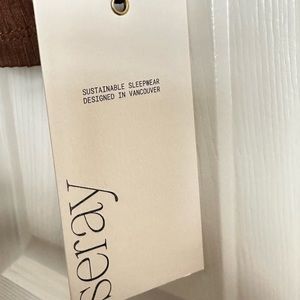 SUSTAINABLE SLEEPWEAR
DESIGNED IN VANCOUVER
seray